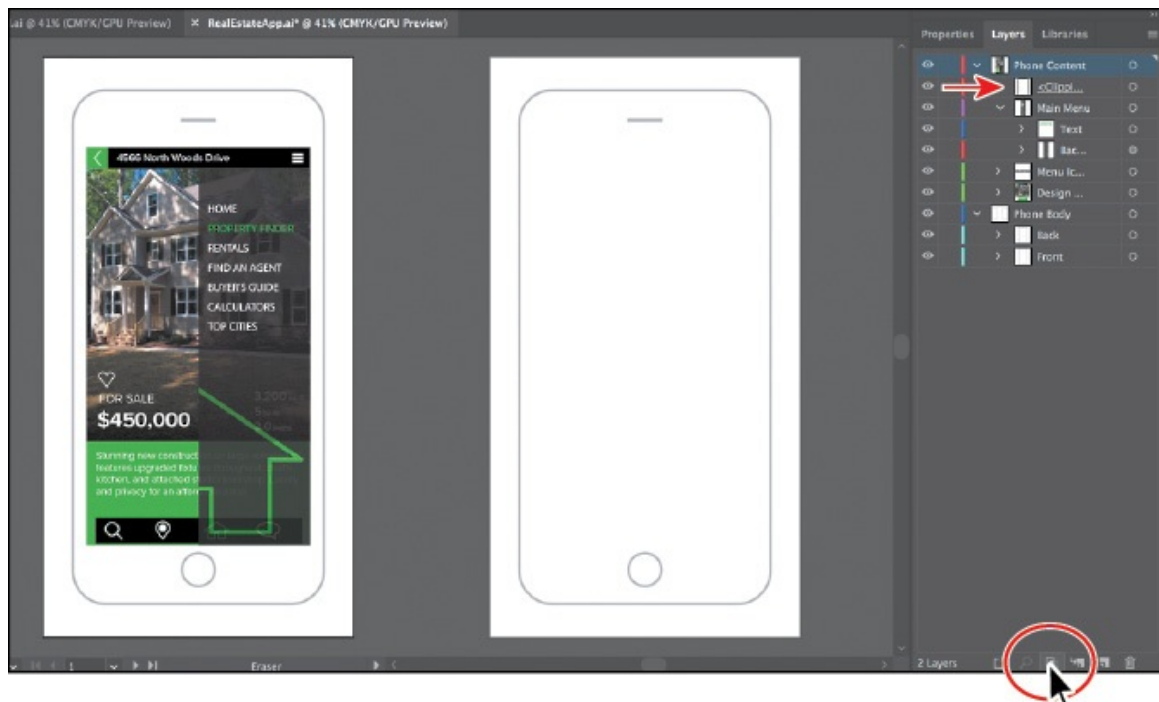 .ai @ 41% (CMYK/GPU Preview)
× RealEstateApp.ai* @ 41% (CMYK/GPU Preview)
Properties Layers Libraries
Phone Content
<Clippi...
Main Menu
Text
Bac...
Menu Ic...
Design ...
Phone Body
Back
Front
4566 North Woods Drive
HOME
PROPERTY FINDER
RENTALS
FIND AN AGENT
BUYER'S GUIDE
CALCULATORS
TOP CITIES
FOR SALE
$450,000
3,200
Stunning new construct
features upgraded
kitchen, and attached
and privacy for an
1
Eraser
2 Layers